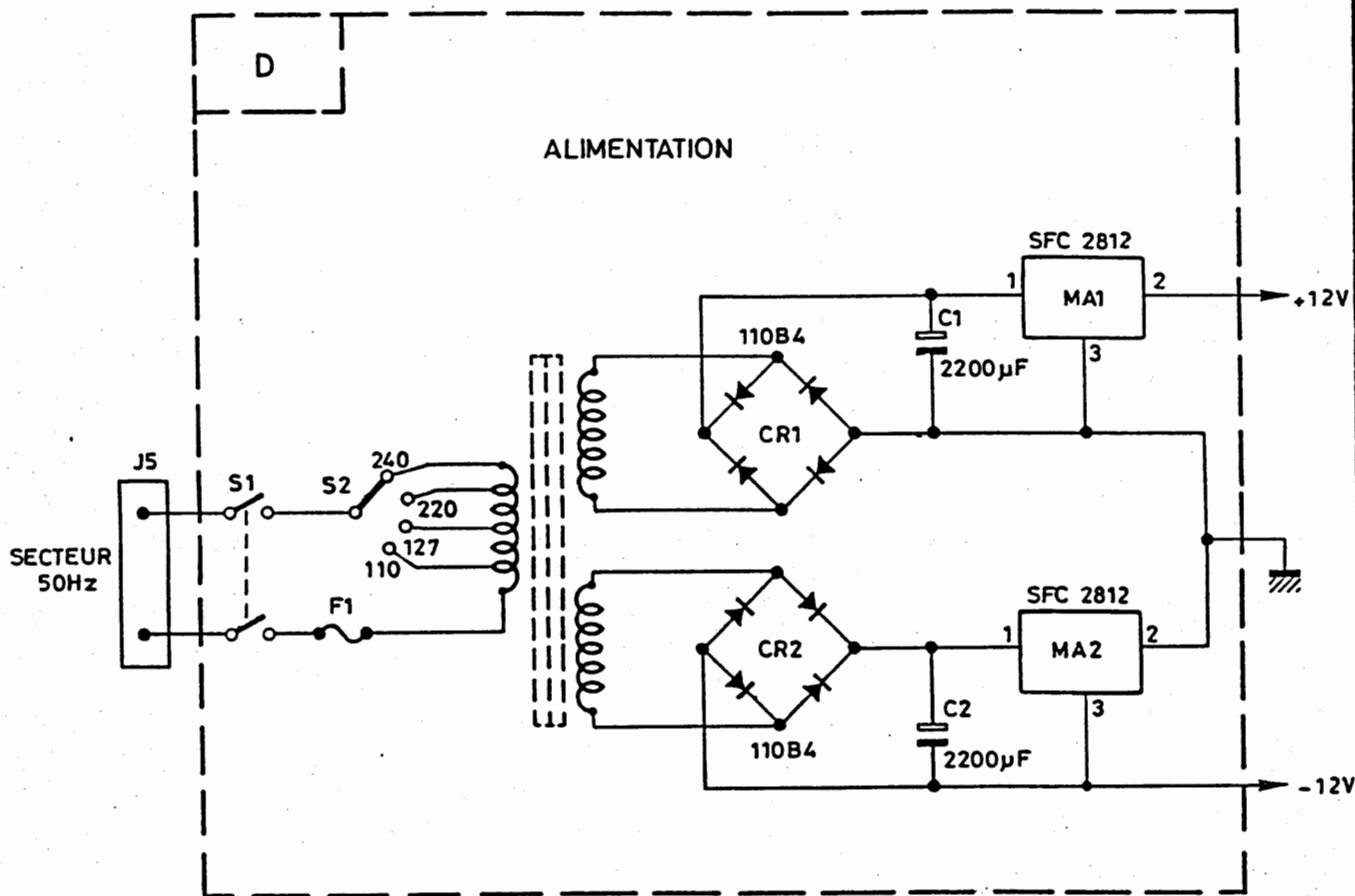 D
ALIMENTATION
SFC 2812
1
MA1
2
+12V
C1
3
2200µF
110B4
CR1
J5
S1
S2
240
220
127
110
SECTEUR
50Hz
F1
SFC 2812
1
MA2
2
CR2
3
C2
2200µF
110B4
-12V